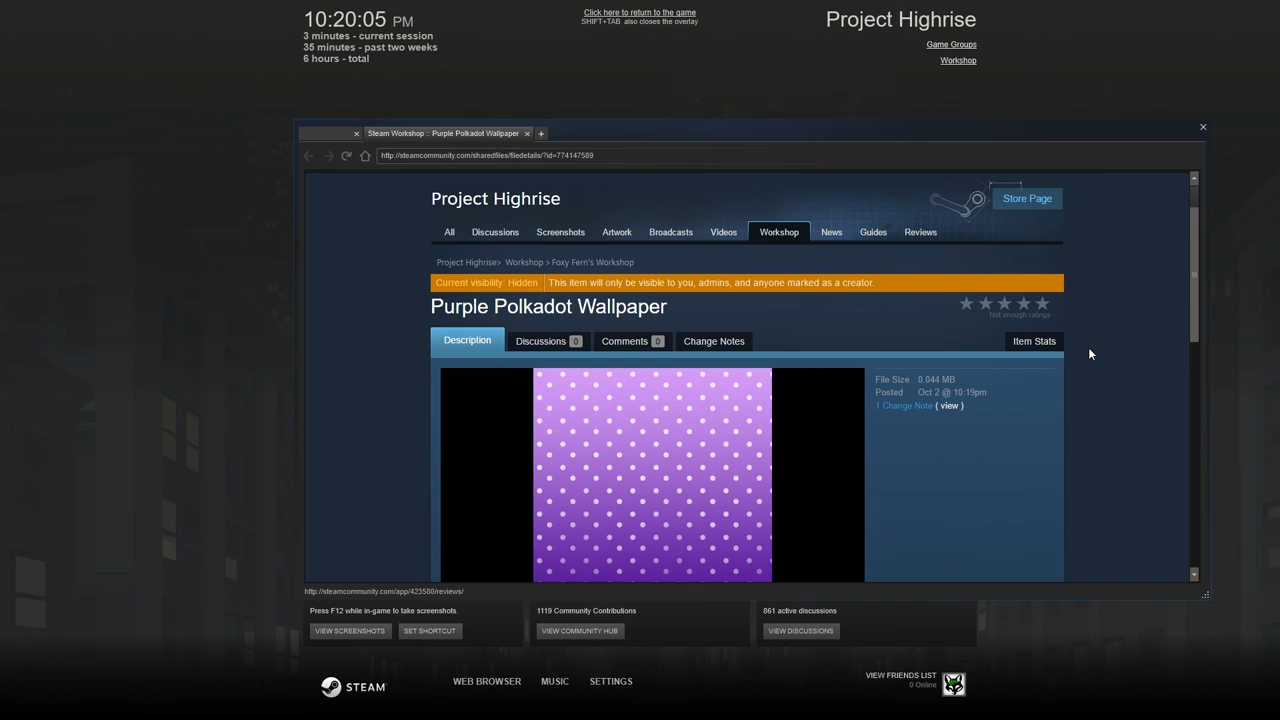 10:20:05 PM
3 minutes - current session
35 minutes - past two weeks
6 hours - total
Click here to return to the game
SHIFT+TAB also closes the overlay
Project Highrise
Game Groups
Workshop
Steam Workshop :: Purple Polkadot Wallpaper
http://steamcommunity.com/sharedfiles/filedetails/?id=774147589
Project Highrise
Store Page
All Discussions Screenshots Artwork Broadcasts Videos Workshop News Guides Reviews
Project Highrise> Workshop > Foxy Fern's Workshop
Current visibility: Hidden This item will only be visible to you, admins, and anyone marked as a creator.
Purple Polkadot Wallpaper
Not enough ratings
Description Discussions 0 Comments 0 Change Notes Item Stats
File Size 0.044 MB
Posted Oct 2 @ 10:19pm
1 Change Note ( view )
http://steamcommunity.com/app/423580/reviews/
Press F12 while in-game to take screenshots.
VIEW SCREENSHOTS SET SHORTCUT
1119 Community Contributions
VIEW COMMUNITY HUB
861 active discussions
VIEW DISCUSSIONS
STEAM
WEB BROWSER MUSIC SETTINGS
VIEW FRIENDS LIST
0 Online